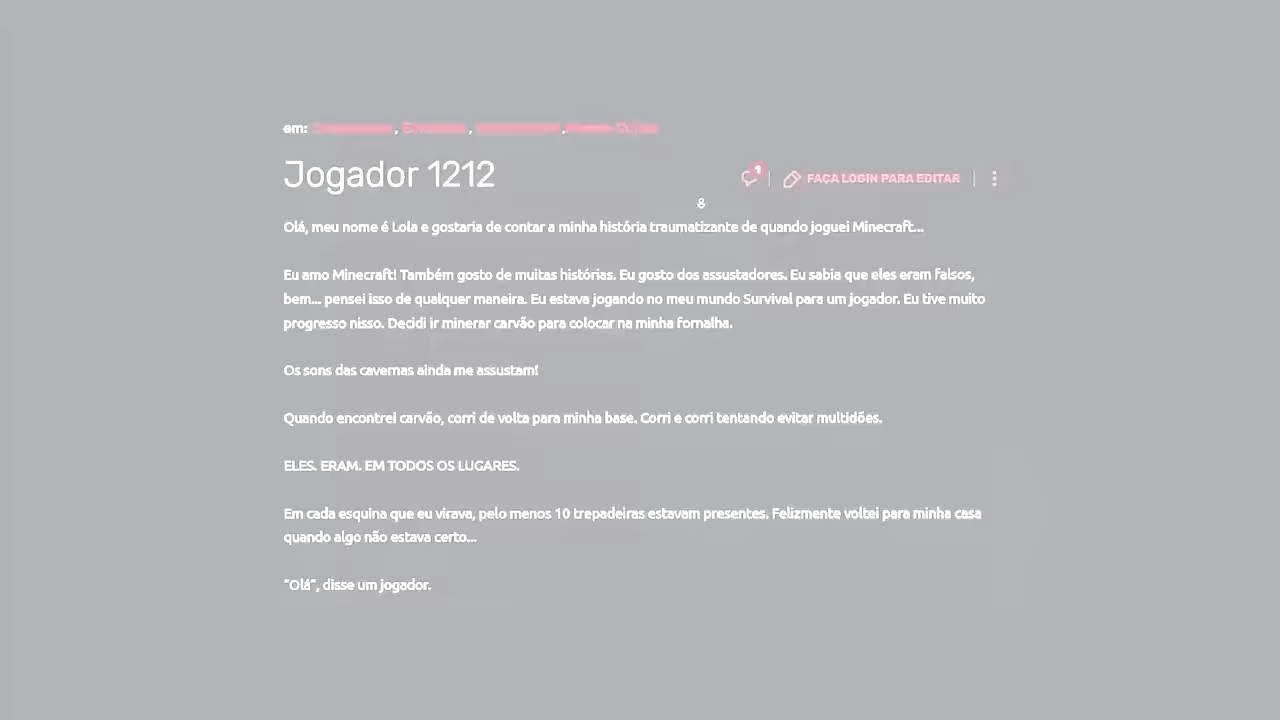 em: , , ,
Jogador 1212
1
FAÇA LOGIN PARA EDITAR
Olá, meu nome é Lola e gostaria de contar a minha história traumatizante de quando joguei Minecraft...
Eu amo Minecraft! Também gosto de muitas histórias. Eu gosto dos assustadores. Eu sabia que eles eram falsos,
bem... pensei isso de qualquer maneira. Eu estava jogando no meu mundo Survival para um jogador. Eu tive muito
progresso nisso. Decidi ir minerar carvão para colocar na minha fornalha.
Os sons das cavernas ainda me assustam!
Quando encontrei carvão, corri de volta para minha base. Corri e corri tentando evitar multidões.
ELES. ERAM. EM TODOS OS LUGARES.
Em cada esquina que eu virava, pelo menos 10 trepadeiras estavam presentes. Felizmente voltei para minha casa
quando algo não estava certo...
"Olá", disse um jogador.